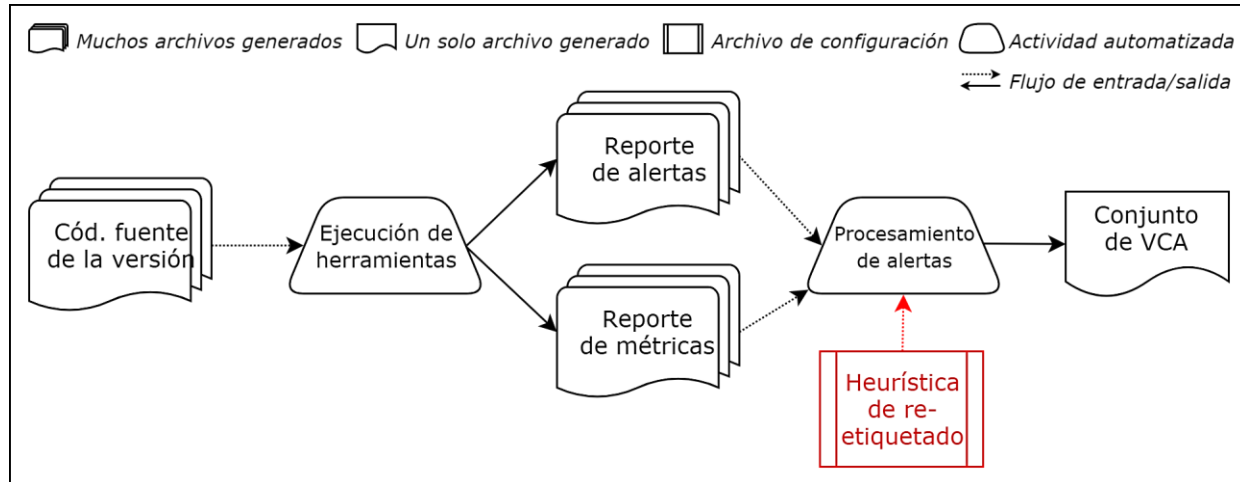 Muchos archivos generados
Un solo archivo generado
Archivo de configuración
Actividad automatizada
Flujo de entrada/salida
Cód. fuente
de la versión
Ejecución de
herramientas
Reporte
de alertas
Reporte
de métricas
Procesamiento
de alertas
Conjunto
de VCA
Heurística
de re-
etiquetado